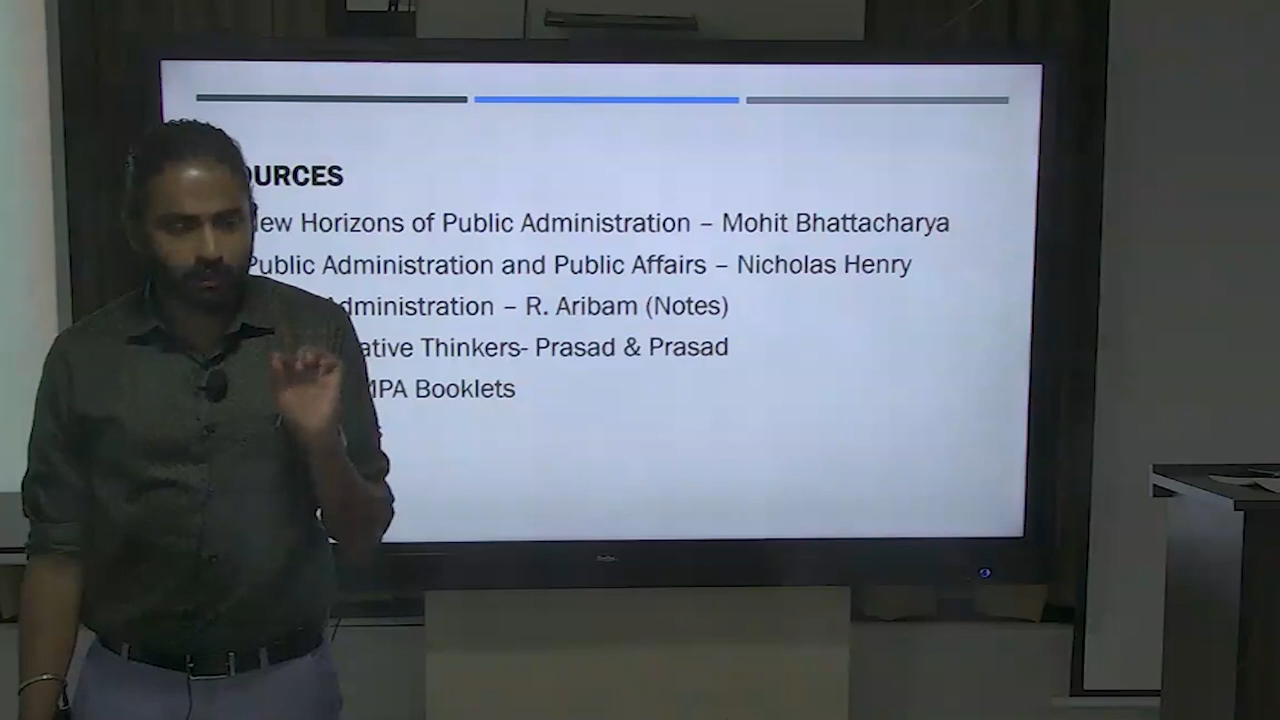 OURCES
ew Horizons of Public Administration – Mohit Bhattacharya
Public Administration and Public Affairs – Nicholas Henry
dministration – R. Aribam (Notes)
ative Thinkers- Prasad & Prasad
MPA Booklets